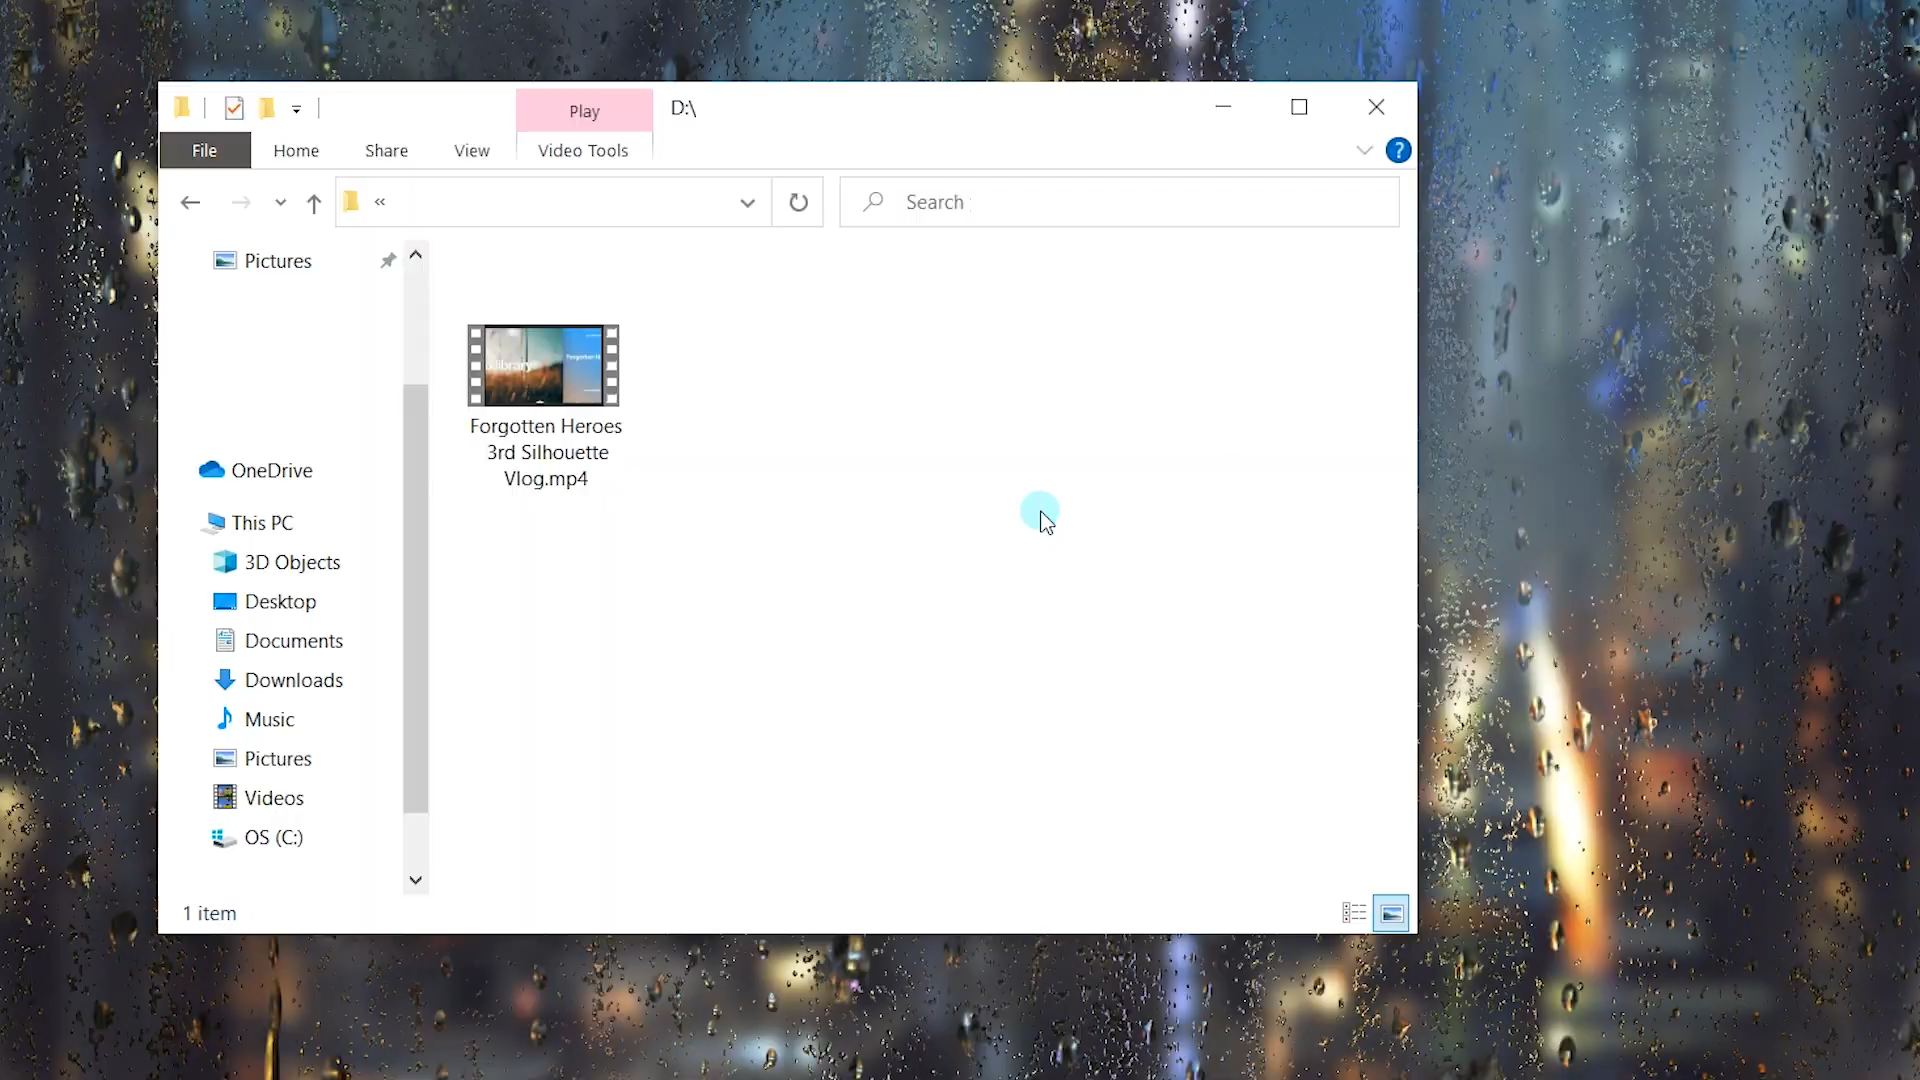 Play
D:\
File
Home
Share
View
Video Tools
?
«
Search
Pictures
library
Forgotten Heroes
3rd Silhouette
Vlog.mp4
OneDrive
This PC
3D Objects
Desktop
Documents
Downloads
Music
Pictures
Videos
OS (C:)
1 item